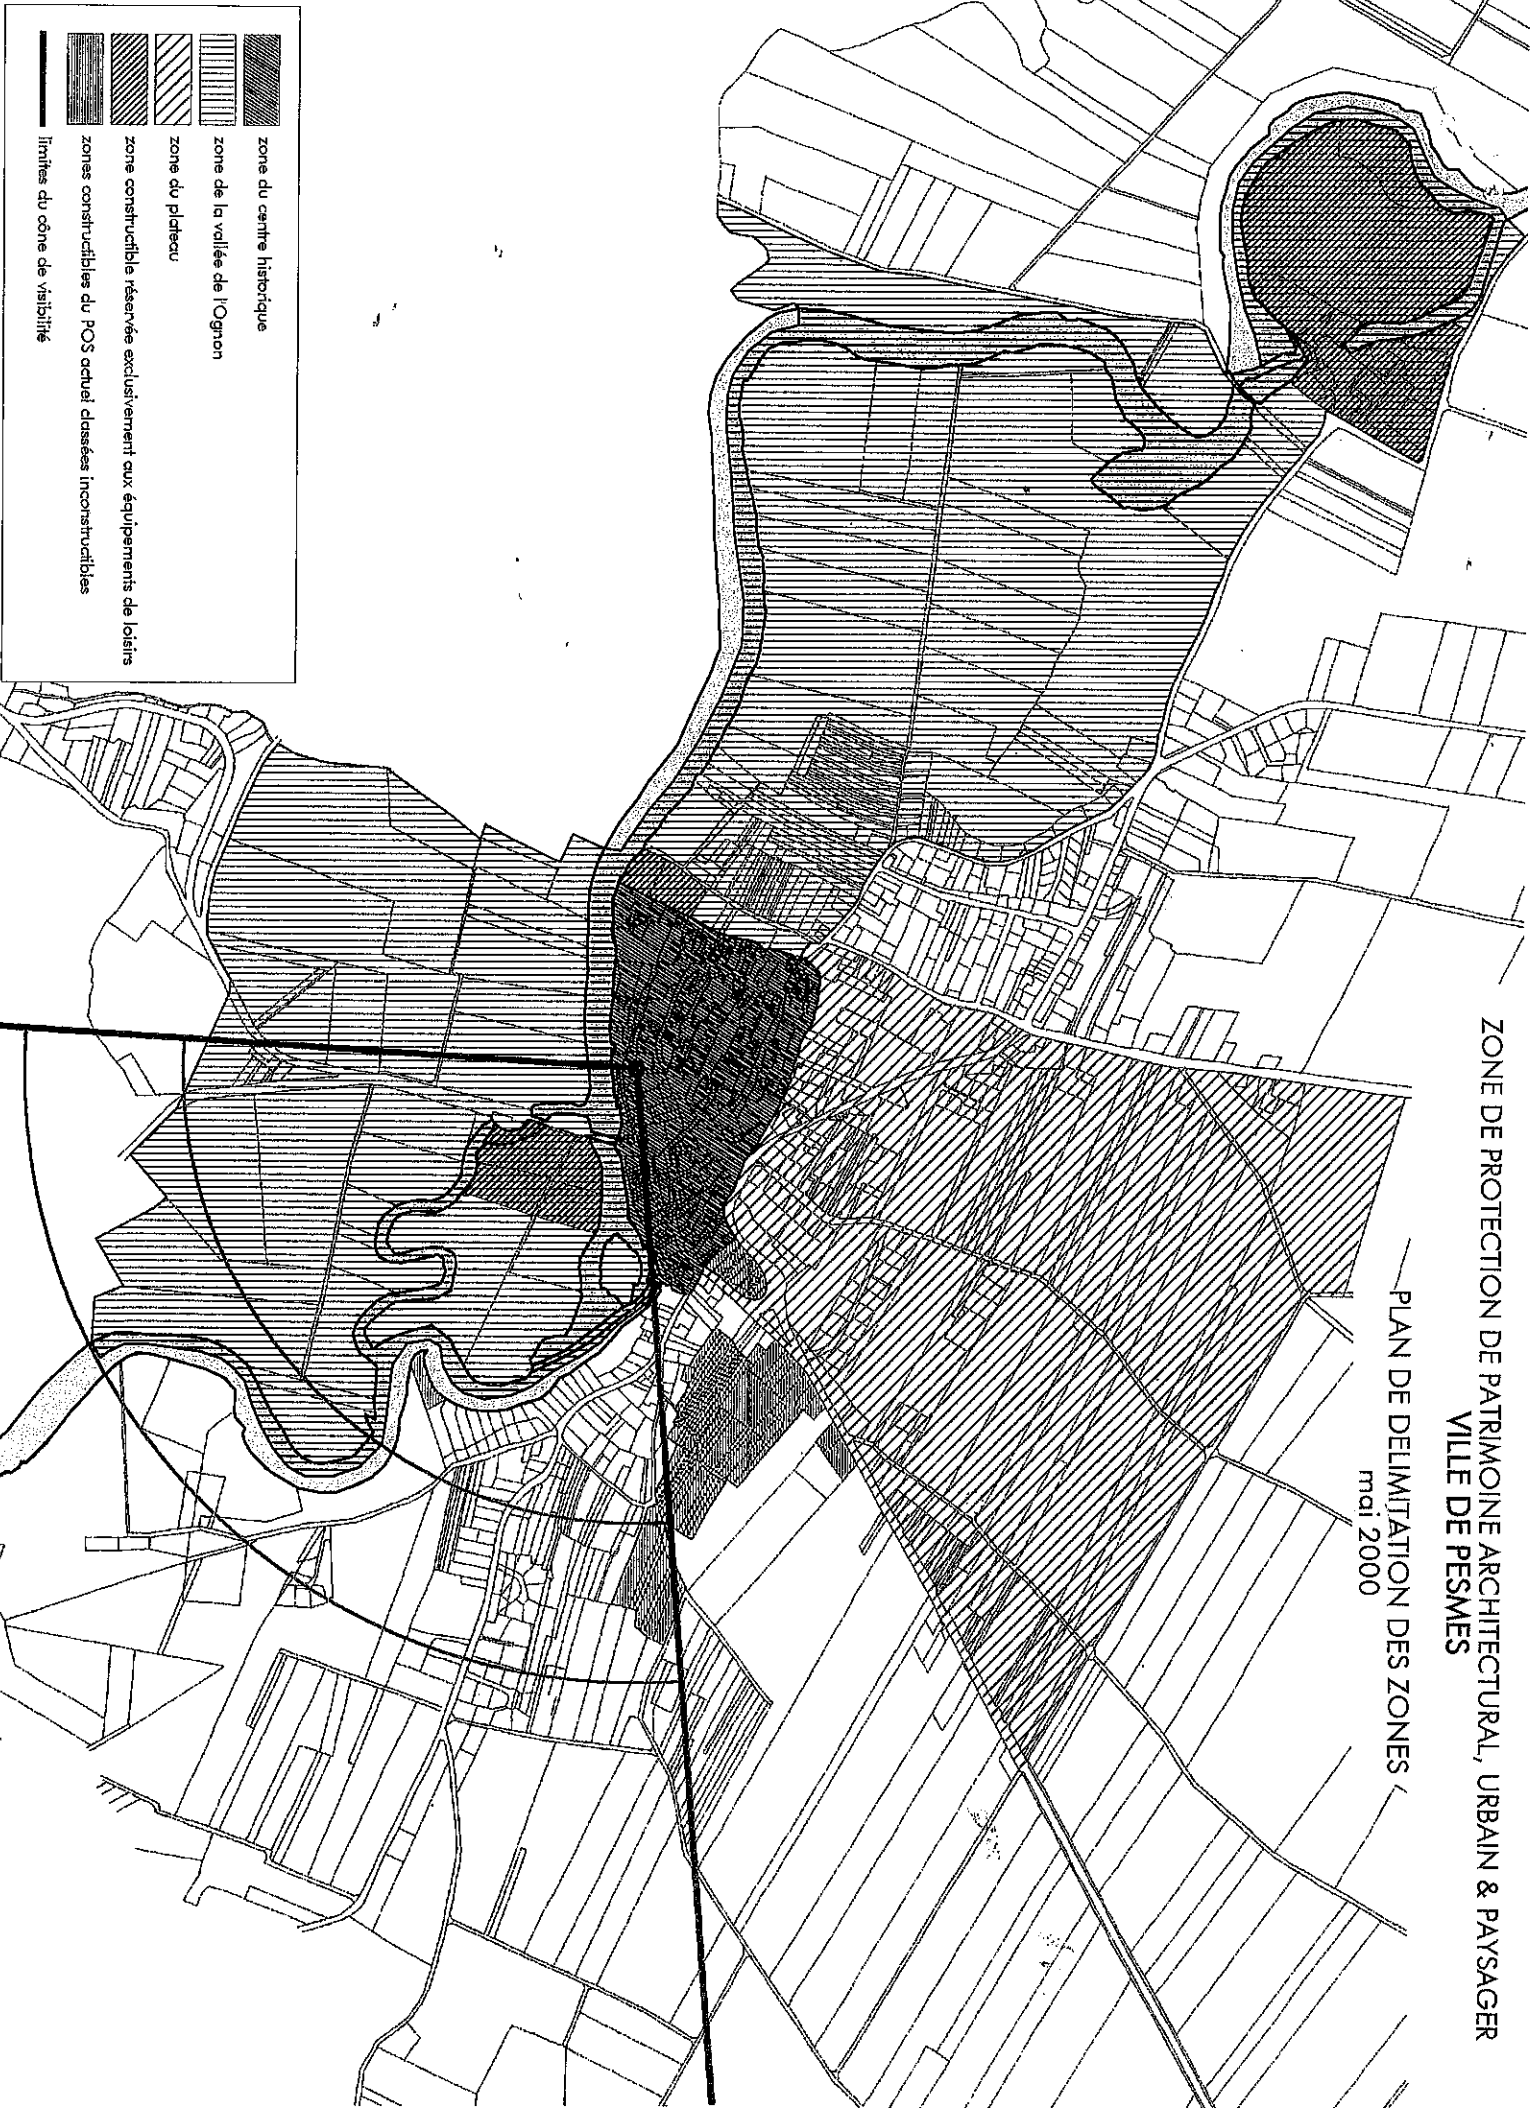 ZONE DE PROTECTION DE PATRIMOINE ARCHITECTURAL, URBAIN & PAYSAGER
VILLE DE PESMES
PLAN DE DELIMITATION DES ZONES
mai 2000
zone du centre historique
zone de la vallée de l'Ognon
zone du plateau
zone constructible réservée exclusivement aux équipements de loisirs
zones constructibles du POS actuel classées inconstructibles
limites du cône de visibilité